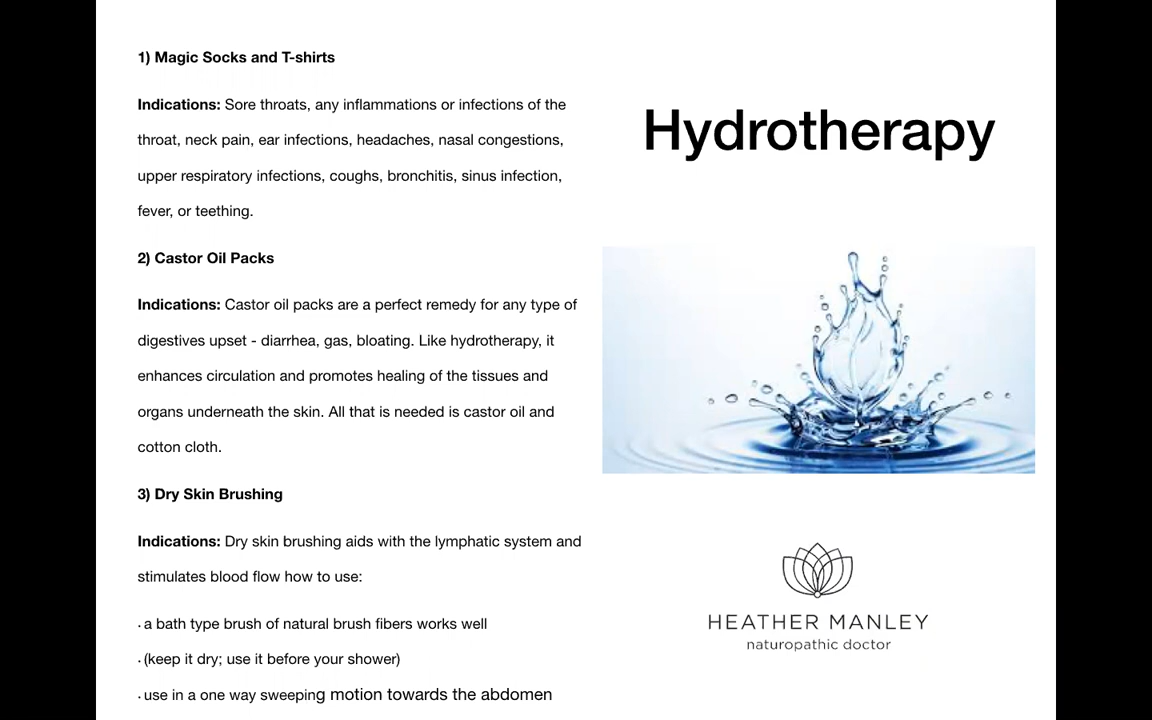 1) Magic Socks and T-shirts
Indications: Sore throats, any inflammations or infections of the
throat, neck pain, ear infections, headaches, nasal congestions,
upper respiratory infections, coughs, bronchitis, sinus infection,
fever, or teething.
2) Castor Oil Packs
Indications: Castor oil packs are a perfect remedy for any type of
digestives upset - diarrhea, gas, bloating. Like hydrotherapy, it
enhances circulation and promotes healing of the tissues and
organs underneath the skin. All that is needed is castor oil and
cotton cloth.
3) Dry Skin Brushing
Indications: Dry skin brushing aids with the lymphatic system and
stimulates blood flow how to use:
· a bath type brush of natural brush fibers works well
· (keep it dry; use it before your shower)
· use in a one way sweeping motion towards the abdomen
Hydrotherapy
HEATHER MANLEY
naturopathic doctor